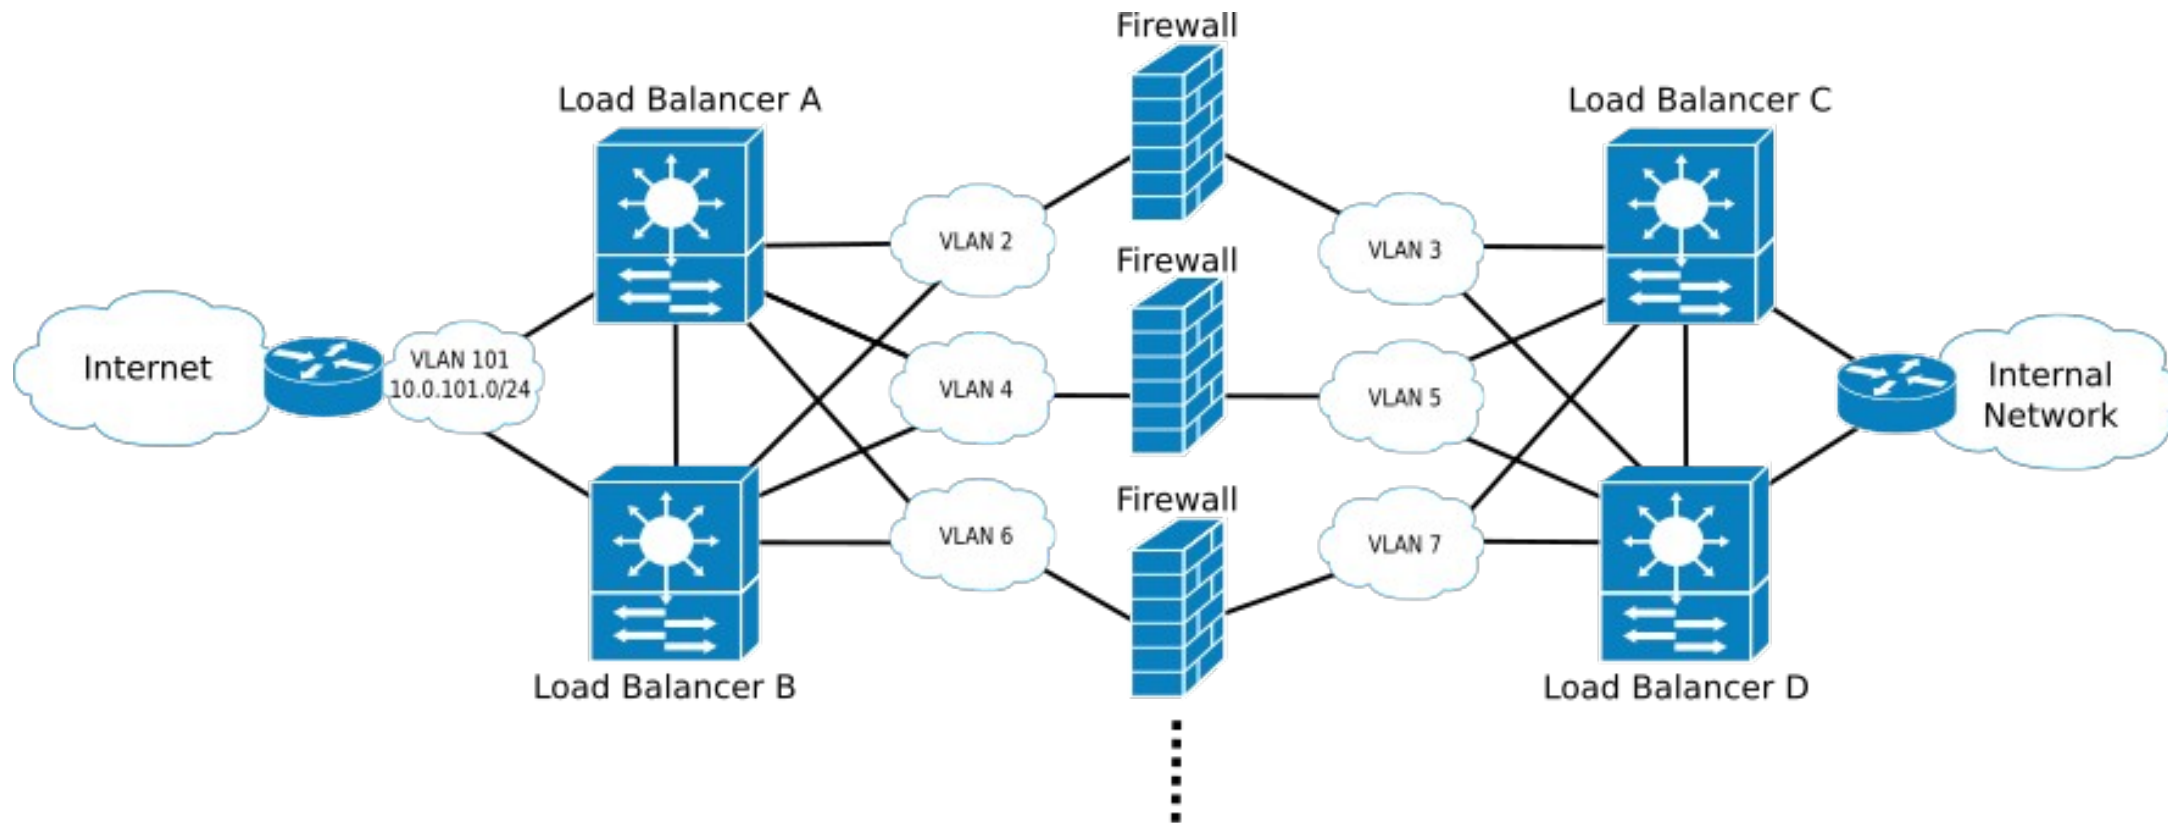 Firewall
Load Balancer A
Load Balancer C
VLAN 2
VLAN 3
Firewall
Internet
VLAN 101
10.0.101.0/24
VLAN 4
VLAN 5
Internal
Network
Firewall
VLAN 6
VLAN 7
Load Balancer B
Load Balancer D